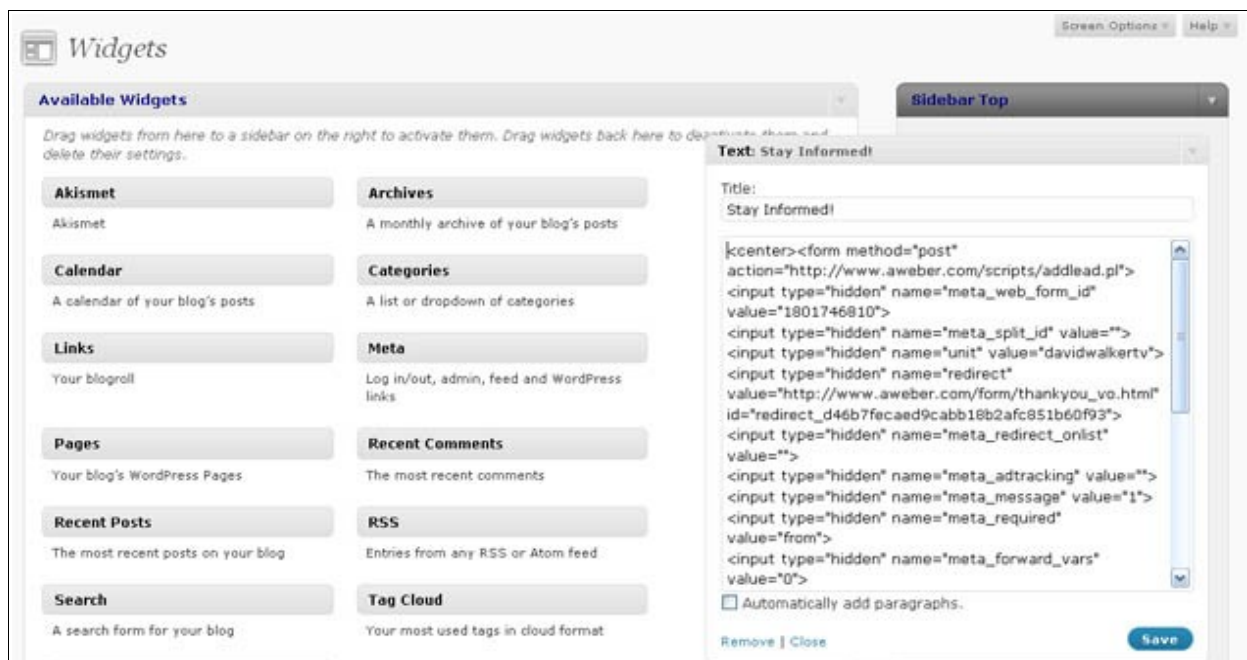 Screen Options
Help
Widgets
Available Widgets
Drag widgets from here to a sidebar on the right to activate them. Drag widgets back here to deactivate them and
delete their settings.
Akismet
Akismet
Archives
A monthly archive of your blog's posts
Calendar
A calendar of your blog's posts
Categories
A list or dropdown of categories
Links
Your blogroll
Meta
Log in/out, admin, feed and WordPress
links
Pages
Your blog's WordPress Pages
Recent Comments
The most recent comments
Recent Posts
The most recent posts on your blog
RSS
Entries from any RSS or Atom feed
Search
A search form for your blog
Tag Cloud
Your most used tags in cloud format
Sidebar Top
Text: Stay Informed!
Title:
Stay Informed!
<center><form method="post"
action="http://www.aweber.com/scripts/addlead.pl">
<input type="hidden" name="meta_web_form_id"
value="1801746810">
<input type="hidden" name="meta_split_id" value="">
<input type="hidden" name="unit" value="davidwalkertv">
<input type="hidden" name="redirect"
value="http://www.aweber.com/form/thankyou_vo.html"
id="redirect_d46b7fecaed9cabb18b2afc851b60f93">
<input type="hidden" name="meta_redirect_onlist"
value="">
<input type="hidden" name="meta_adtracking" value="">
<input type="hidden" name="meta_message" value="1">
<input type="hidden" name="meta_required"
value="from">
<input type="hidden" name="meta_forward_vars"
value="0">
Automatically add paragraphs.
Remove | Close
Save